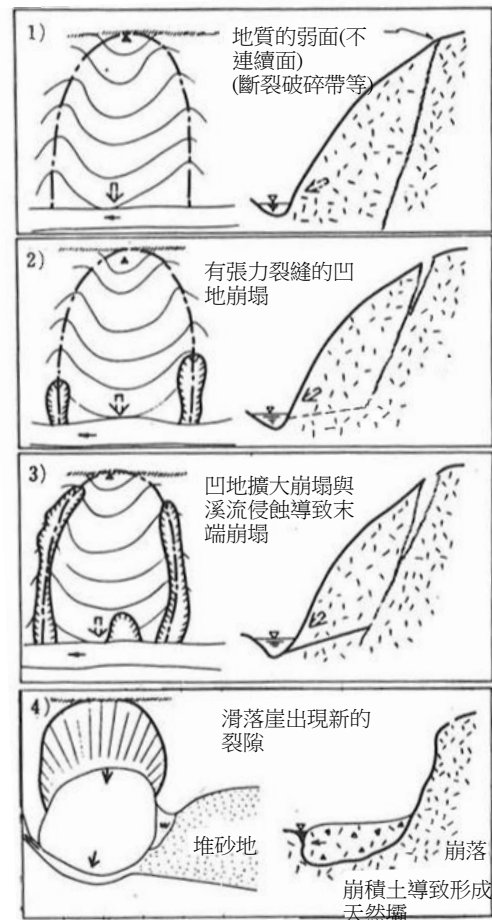 1)
地質的弱面(不
連續面)
(斷裂破碎帶等)
2)
有張力裂縫的凹
地崩塌
3)
凹地擴大崩塌與
溪流侵蝕導致末
端崩塌
4)
滑落崖出現新的
裂隙
堆砂地
崩落
崩積土導致形成
天然壩